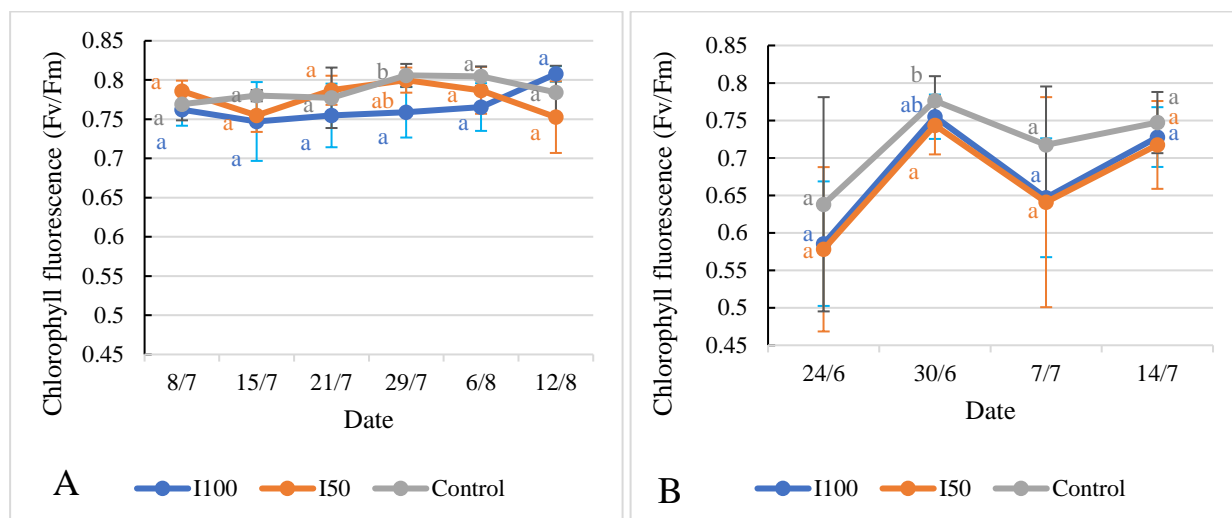 Chlorophyll fluorescence (Fv/Fm)
0.85
0.8
0.75
0.7
0.65
0.6
0.55
0.5
0.45
a
a
a
a
a
a
a
a
a
b
ab
a
a
a
a
a
a
a
8/7
15/7
21/7
29/7
6/8
12/8
Date
A
I100
I50
Control
Chlorophyll fluorescence (Fv/Fm)
0.85
0.8
0.75
0.7
0.65
0.6
0.55
0.5
0.45
a
a
a
b
ab
a
a
a
a
a
a
a
24/6
30/6
7/7
14/7
Date
B
I100
I50
Control